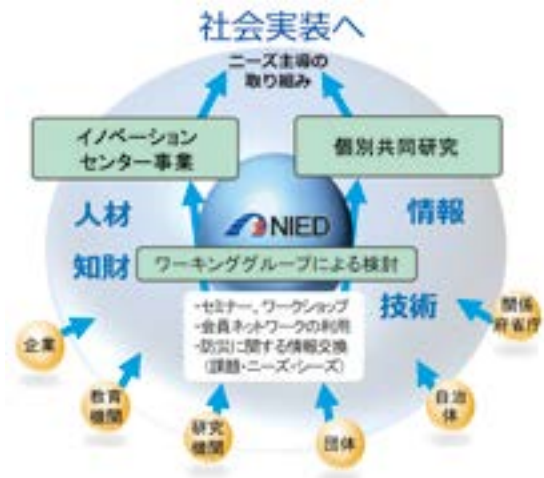 社会実装へ
ニーズ主導の
取り組み
イノベーション
センター事業
個別共同研究
人材
情報
NIED
知財
ワーキンググループによる検討
技術
・セミナー、ワークショップ
・会員ネットワークの利用
・防災に関する情報交換
(課題・ニーズ・シーズ)
関係
府省庁
企業
教育
機関
研究
機関
団体
自治
体